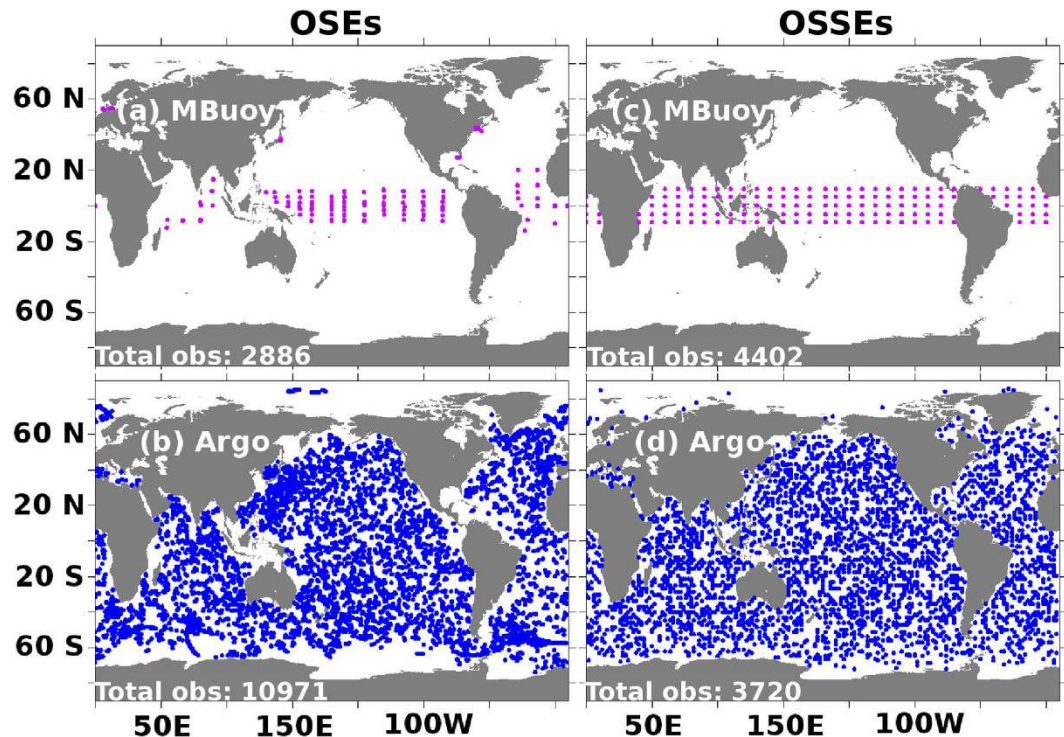 OSEs
OSSEs
60 N
20 N
20 S
60 S
(a) MBuoy
Total obs: 2886
(c) MBuoy
Total obs: 4402
60 N
20 N
20 S
60 S
(b) Argo
Total obs: 10971
(d) Argo
Total obs: 3720
50E
150E
100W
50E
150E
100W